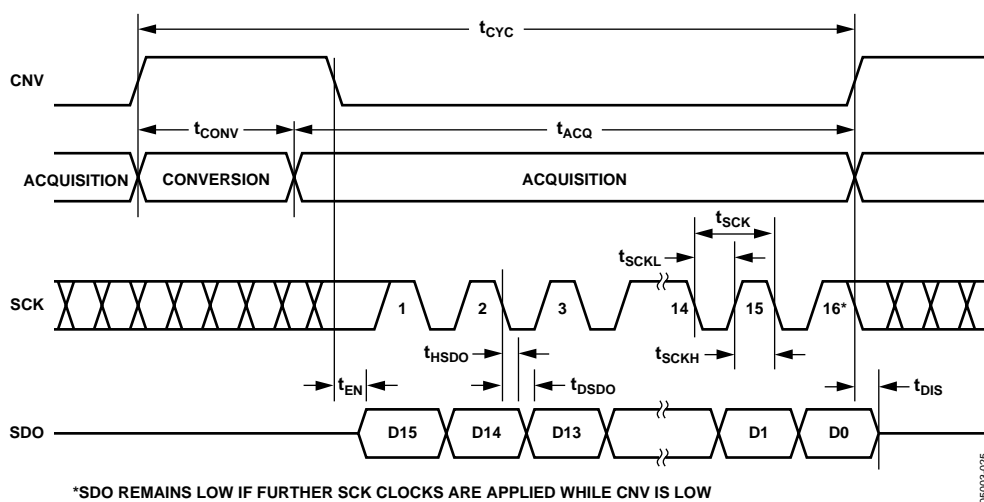 tCYC
CNV
tCONV
tACQ
ACQUISITION
CONVERSION
ACQUISITION
tSCK
tSCKL
SCK
1
2
3
14
15
16*
tHSDO
tSCKH
tEN
tDSDO
tDIS
SDO
D15
D14
D13
D1
D0
*SDO REMAINS LOW IF FURTHER SCK CLOCKS ARE APPLIED WHILE CNV IS LOW